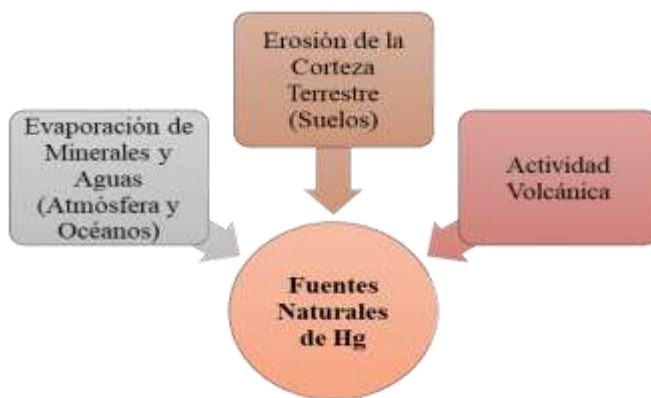 Erosión de la
Corteza
Terrestre
(Suelos)
Evaporación de
Minerales y
Aguas
(Atmósfera y
Océanos)
Actividad
Volcánica
Fuentes
Naturales
de Hg